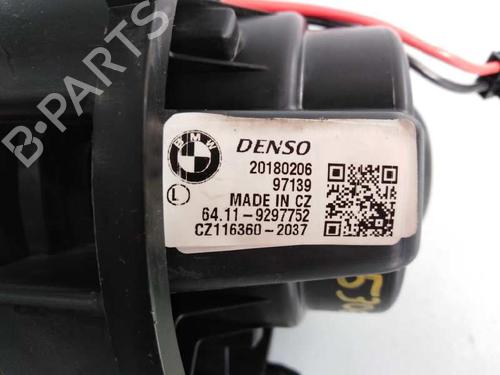 BMW
DENSO
20180206
97139
L
MADE IN CZ
64.11-9297752
CZ116360-2037
B-PARTS